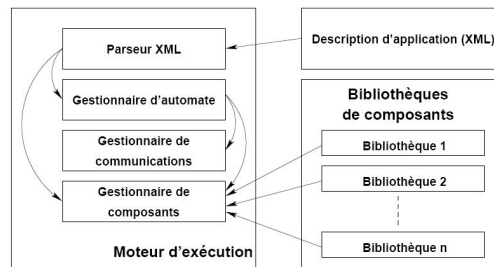 Parseur XML
Description d'application (XML)
Gestionnaire d'automate
Gestionnaire de
communications
Gestionnaire de
composants
Moteur d'exécution
Bibliothèques
de composants
Bibliothèque 1
Bibliothèque 2
Bibliothèque n